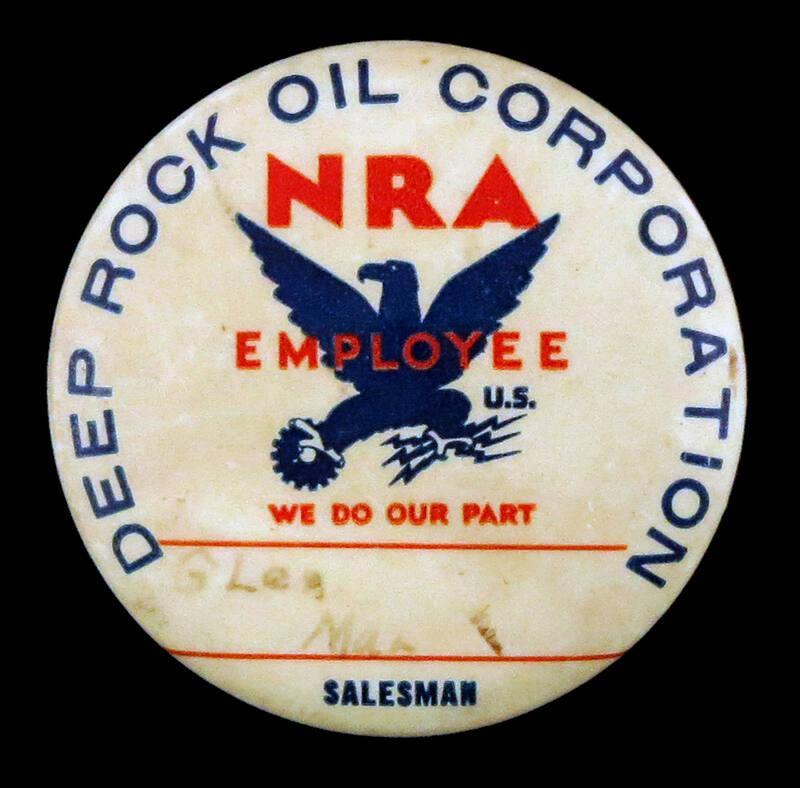 DEEP ROCK OIL CORPORATION
NRA
EMPLOYEE
U.S.
WE DO OUR PART
SALESMAN